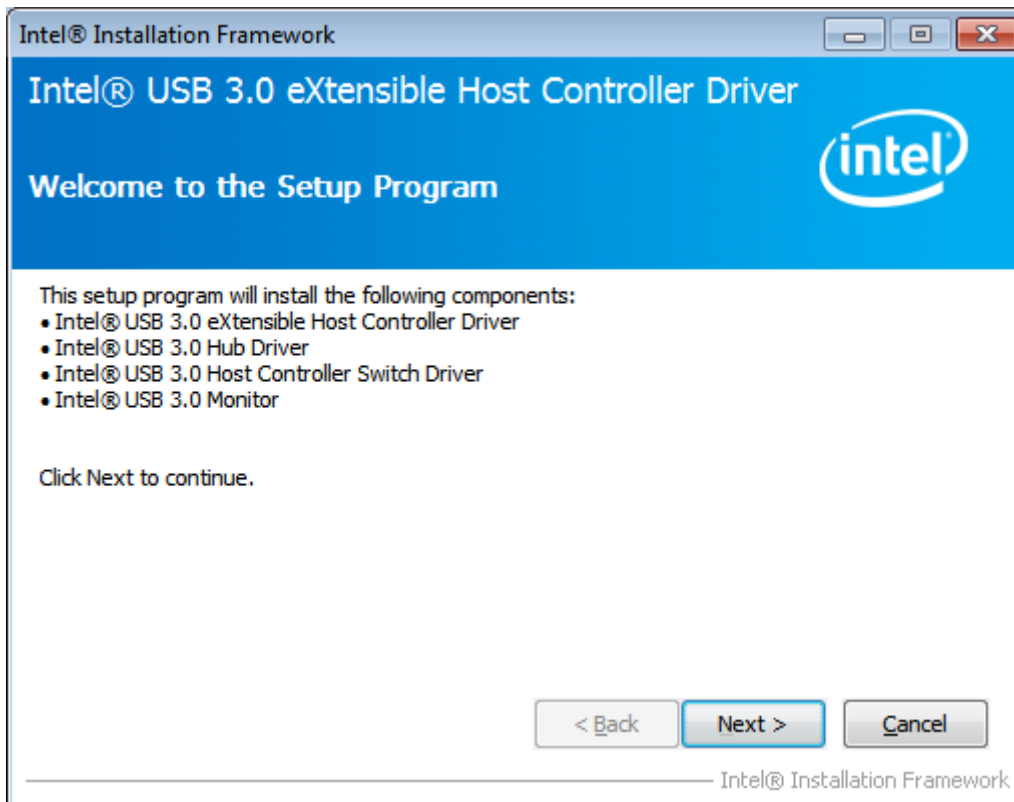 Intel® Installation Framework
Intel® USB 3.0 eXtensible Host Controller Driver
intel
Welcome to the Setup Program
This setup program will install the following components:
• Intel® USB 3.0 eXtensible Host Controller Driver
• Intel® USB 3.0 Hub Driver
• Intel® USB 3.0 Host Controller Switch Driver
• Intel® USB 3.0 Monitor
Click Next to continue.
< Back Next > Cancel
Intel® Installation Framework